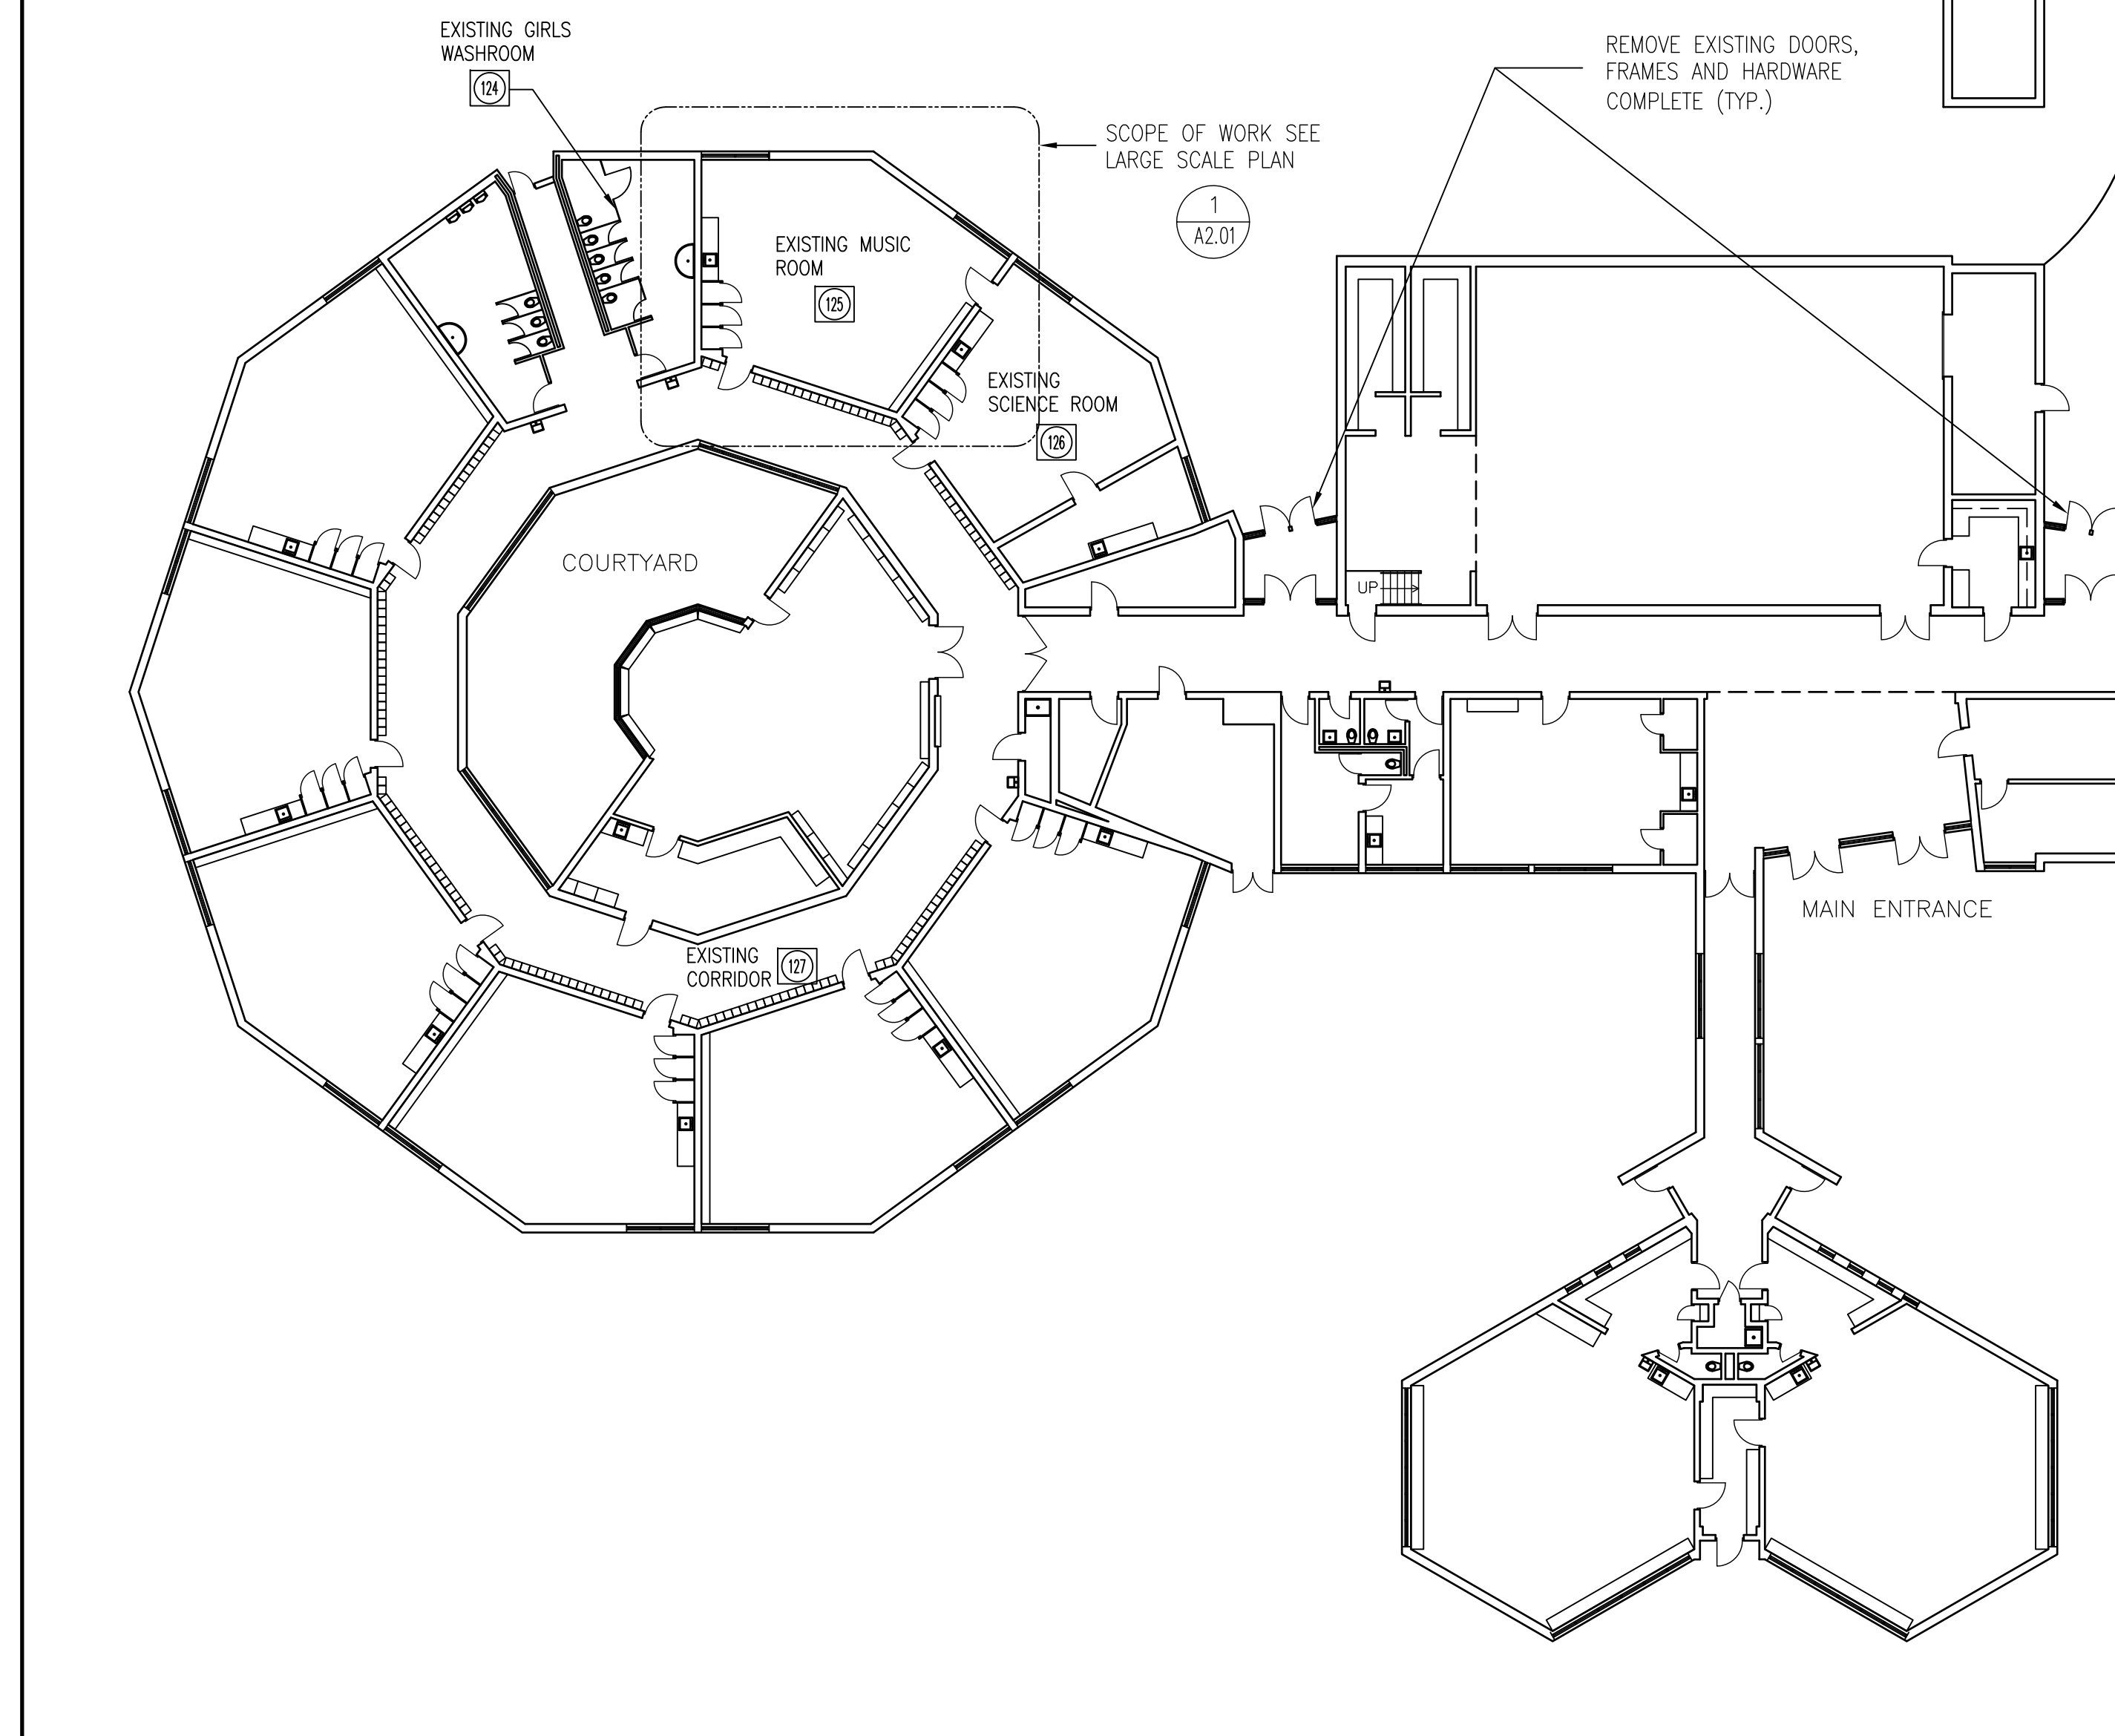 EXISTING GIRLS
WASHROOM
124
REMOVE EXISTING DOORS,
FRAMES AND HARDWARE
COMPLETE (TYP.)
SCOPE OF WORK SEE
LARGE SCALE PLAN
1
A2.01
EXISTING MUSIC
ROOM
125
EXISTING
SCIENCE ROOM
126
COURTYARD
UP
MAIN ENTRANCE
EXISTING
CORRIDOR
127